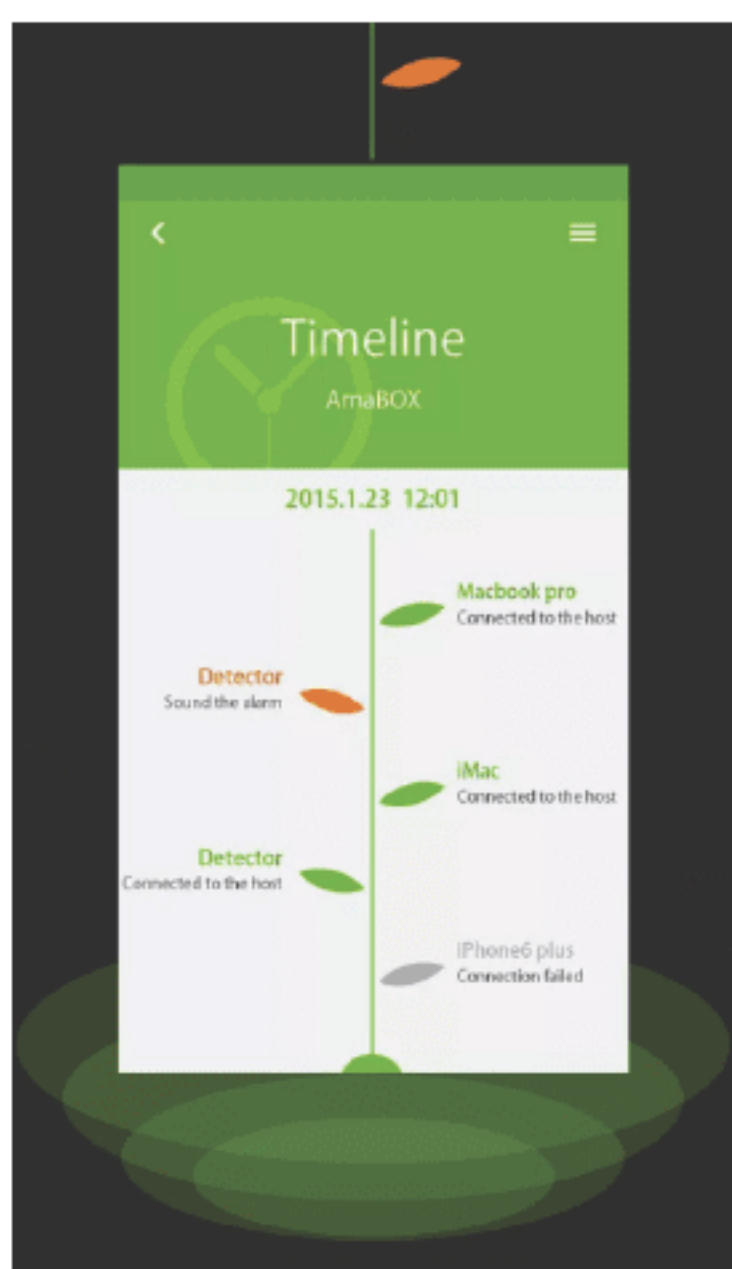 Timeline
AmaBOX
2015.1.23 12:01
Macbook pro
Connected to the host
Detector
Sound the alarm
iMac
Connected to the host
Detector
Connected to the host
iPhone6 plus
Connection failed